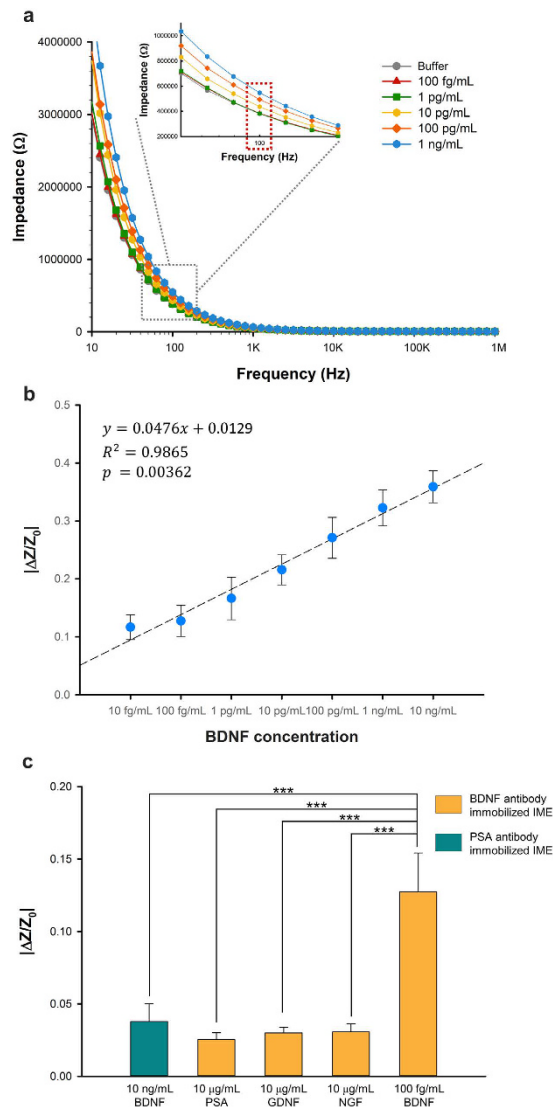 a
4000000
3000000
2000000
1000000
0
Impedance (Ω)
10
100
1K
10K
100K
1M
Frequency (Hz)
1000000
800000
600000
400000
200000
Impedance (Ω)
100
Frequency (Hz)
Buffer
100 fg/mL
1 pg/mL
10 pg/mL
100 pg/mL
1 ng/mL
b
0.5
0.4
0.3
0.2
0.1
0.0
|ΔZ/Z₀|
y = 0.0476x + 0.0129
R² = 0.9865
p = 0.00362
10 fg/mL
100 fg/mL
1 pg/mL
10 pg/mL
100 pg/mL
1 ng/mL
10 ng/mL
BDNF concentration
c
0.20
0.15
0.10
0.05
0.00
|ΔZ/Z₀|
***
***
***
***
BDNF antibody
immobilized IME
PSA antibody
immobilized IME
10 ng/mL
BDNF
10 μg/mL
PSA
10 μg/mL
GDNF
10 μg/mL
NGF
100 fg/mL
BDNF